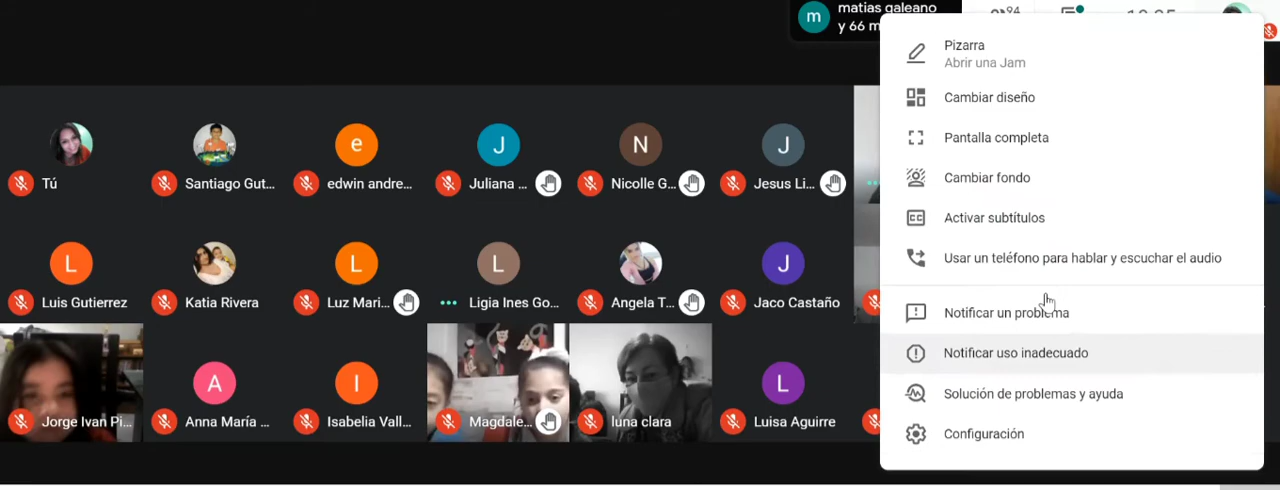 matias galeano
y 66 m
94
m
Pizarra
Abrir una Jam
Cambiar diseño
Pantalla completa
Cambiar fondo
Activar subtítulos
Usar un teléfono para hablar y escuchar el audio
Notificar un problema
Notificar uso inadecuado
Solución de problemas y ayuda
Configuración
e
J
N
J
Tú
Santiago Gut...
edwin andre...
Juliana ...
Nicolle G...
Jesus Li...
L
L
L
J
Luis Gutierrez
Katia Rivera
Luz Mari...
Ligia Ines Go...
Angela T...
Jaco Castaño
A
I
L
Jorge Ivan Pi...
Anna María ...
Isabelia Vall...
Magdale...
luna clara
Luisa Aguirre